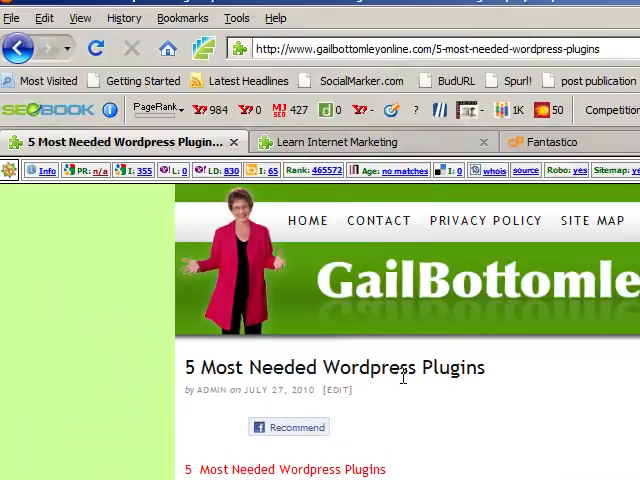 File Edit View History Bookmarks Tools Help
http://www.gailbottomleyonline.com/5-most-needed-wordpress-plugins
Most Visited Getting Started Latest Headlines SocialMarker.com BudURL Spurl! post publication
SEOBOOK PageRank 984 0 MJ SEO 427 d 0 ? // 1K 50 Competition
5 Most Needed Wordpress Plugin... Learn Internet Marketing Fantastico
Info PR: n/a I: 355 L: 0 LD: 830 I: 65 Rank: 465572 Age: no matches I: 0 whois source Robo: yes Sitemap: ye
HOME CONTACT PRIVACY POLICY SITE MAP
GailBottomle
5 Most Needed Wordpress Plugins
by ADMIN on JULY 27, 2010 [EDIT]
Recommend
5 Most Needed Wordpress Plugins